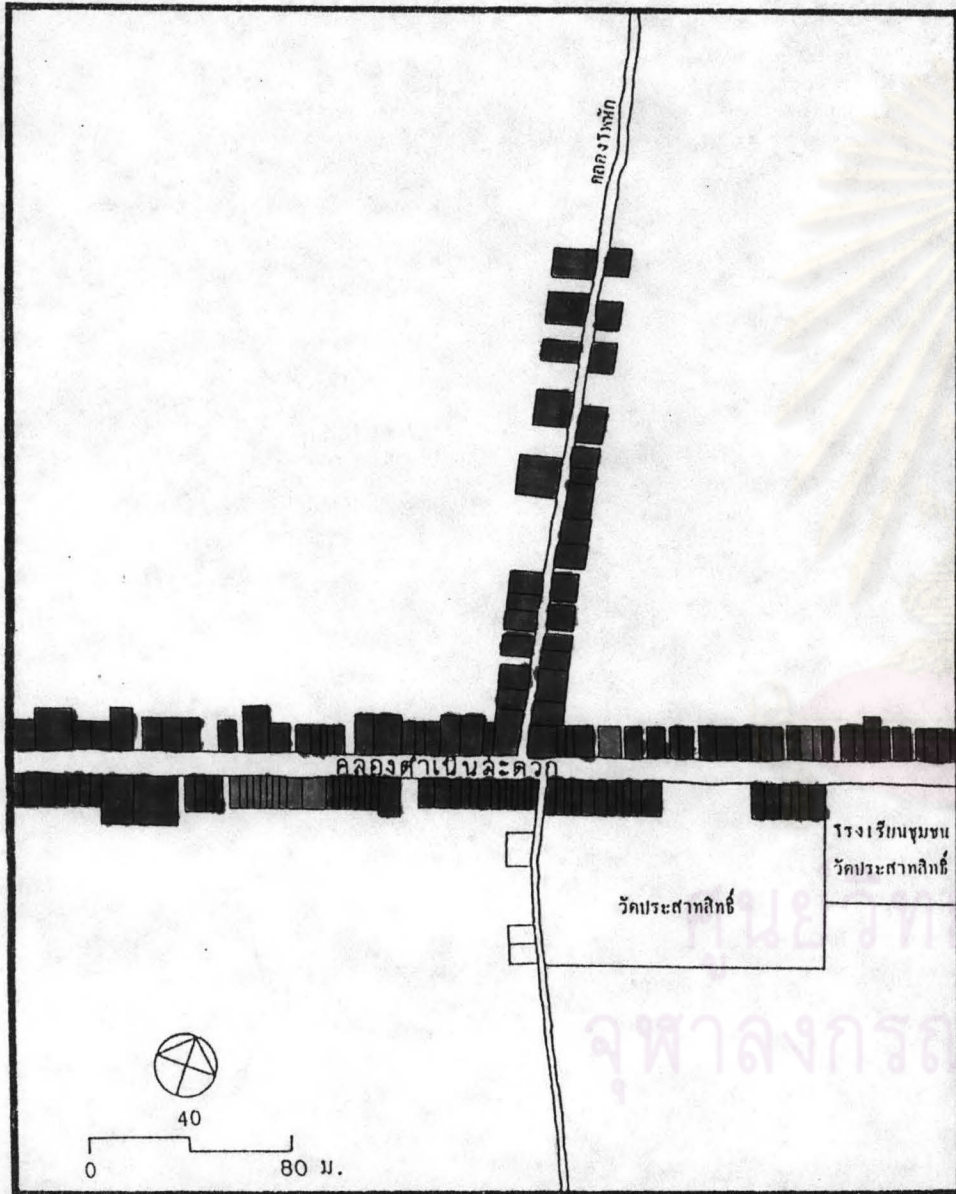 คลองโพหัก
คลองดำเนินสะดวก
โรงเรียนชุมชน
วัดประสาทสิทธิ์
วัดประสาทสิทธิ์
40
0 80 ม.